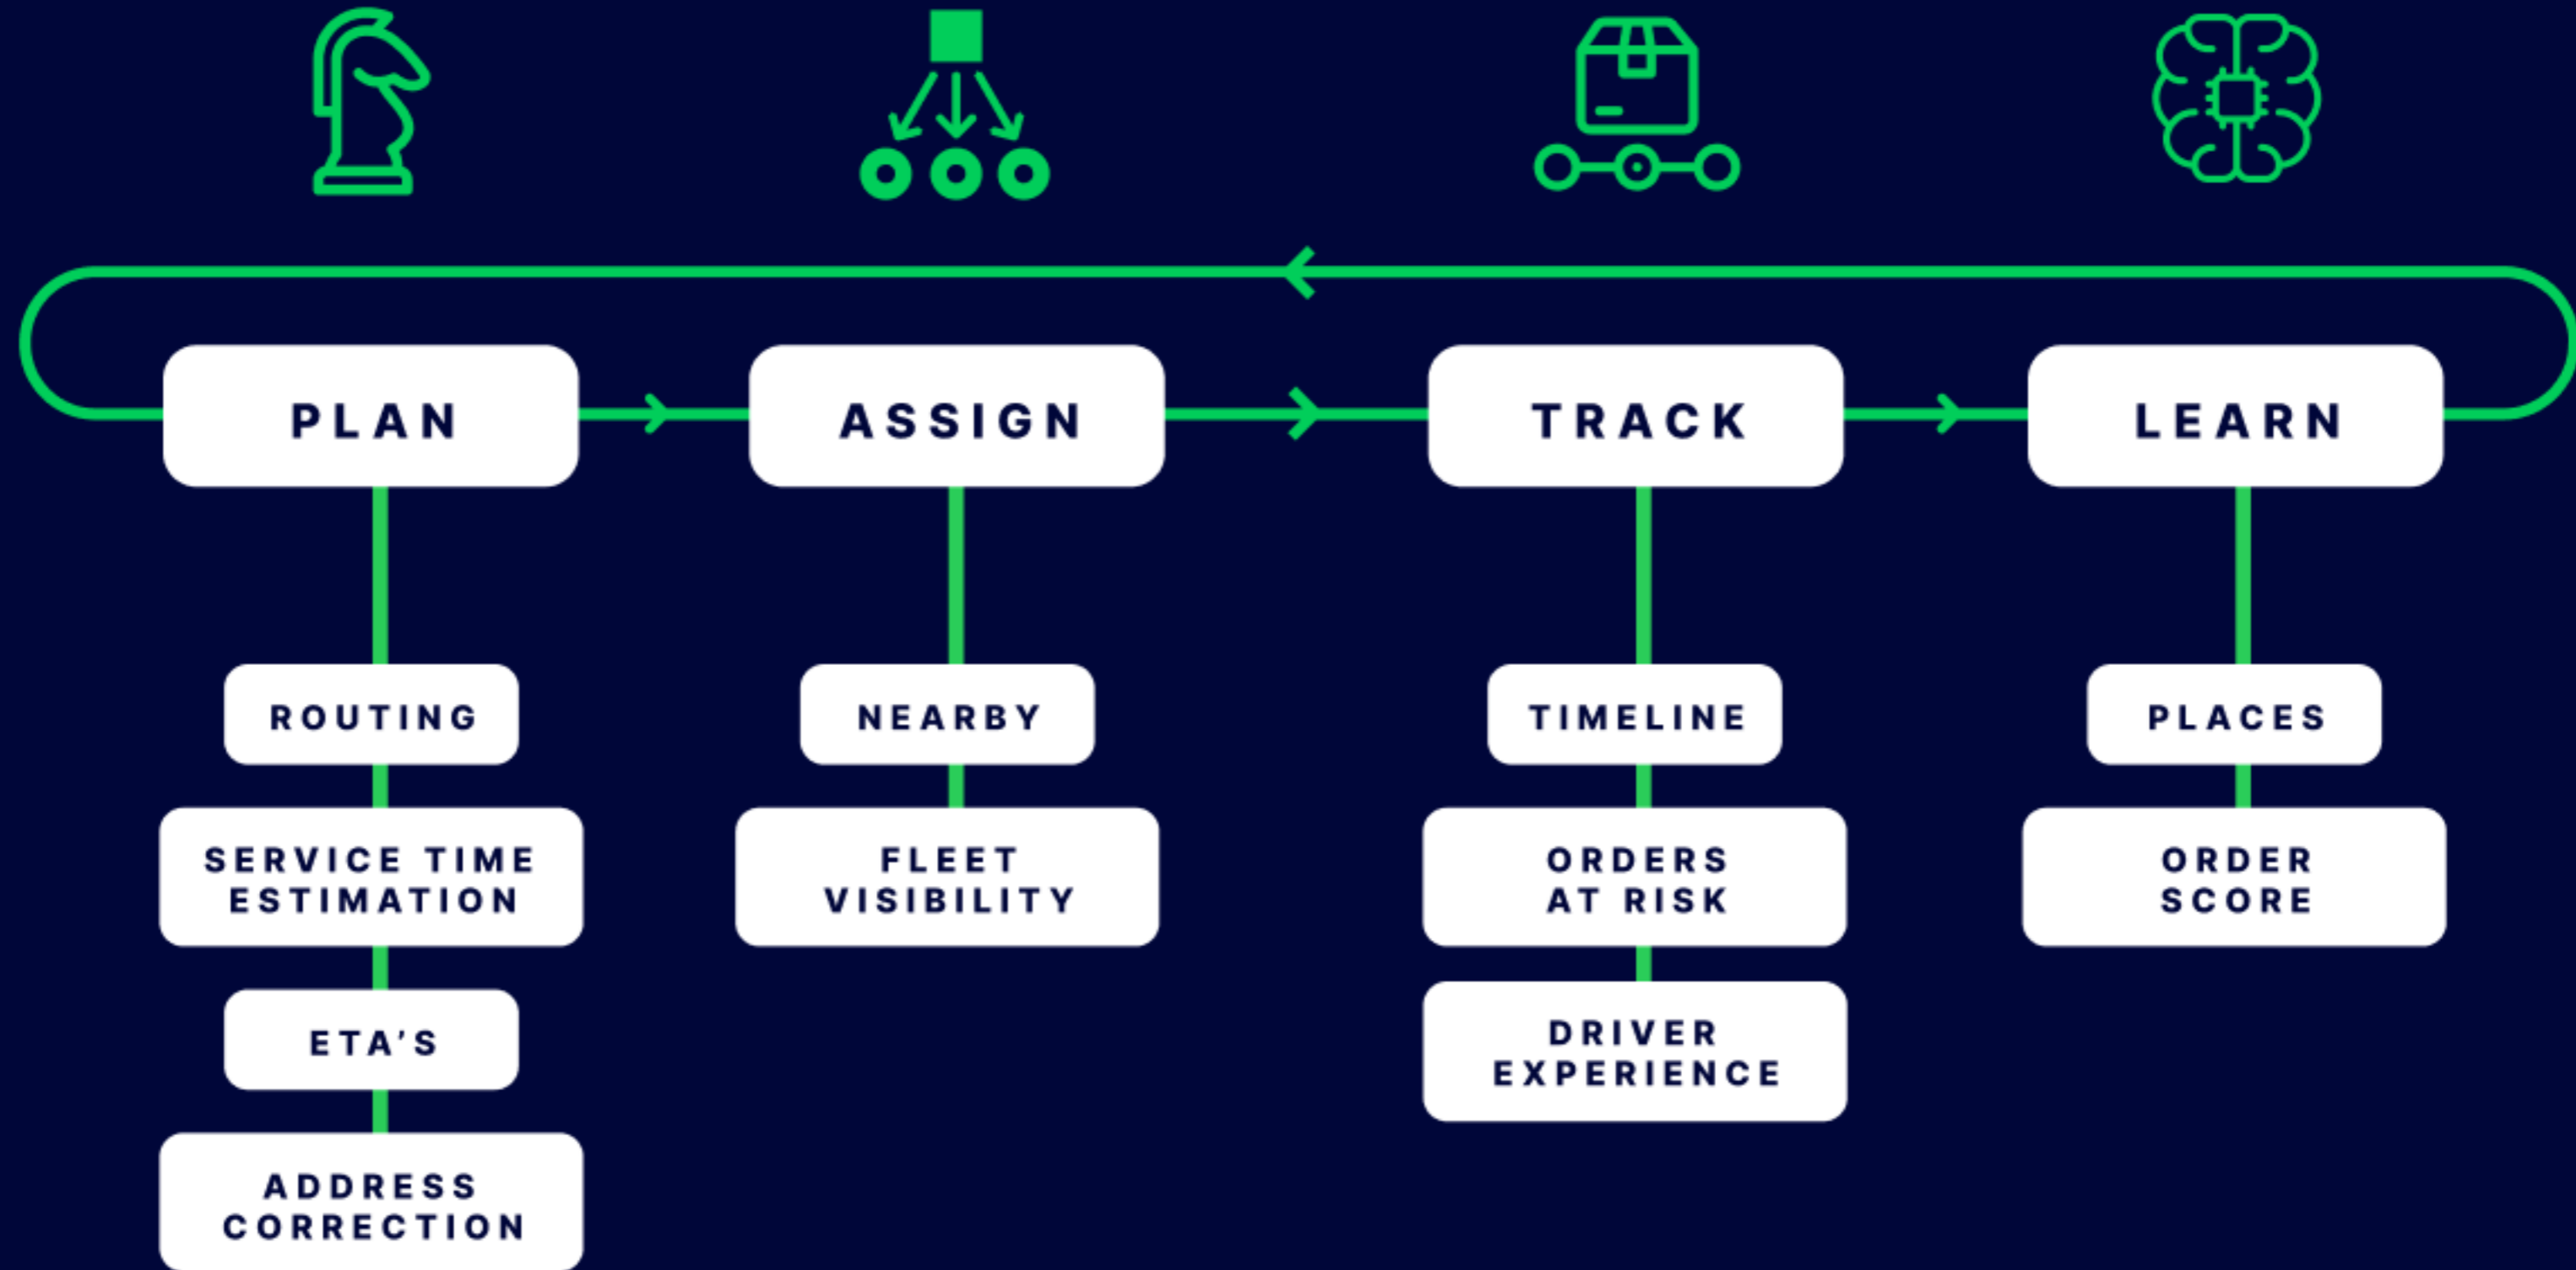 PLAN
ASSIGN
TRACK
LEARN
ROUTING
SERVICE TIME
ESTIMATION
ETA’S
ADDRESS
CORRECTION
NEARBY
FLEET
VISIBILITY
TIMELINE
ORDERS
AT RISK
DRIVER
EXPERIENCE
PLACES
ORDER
SCORE